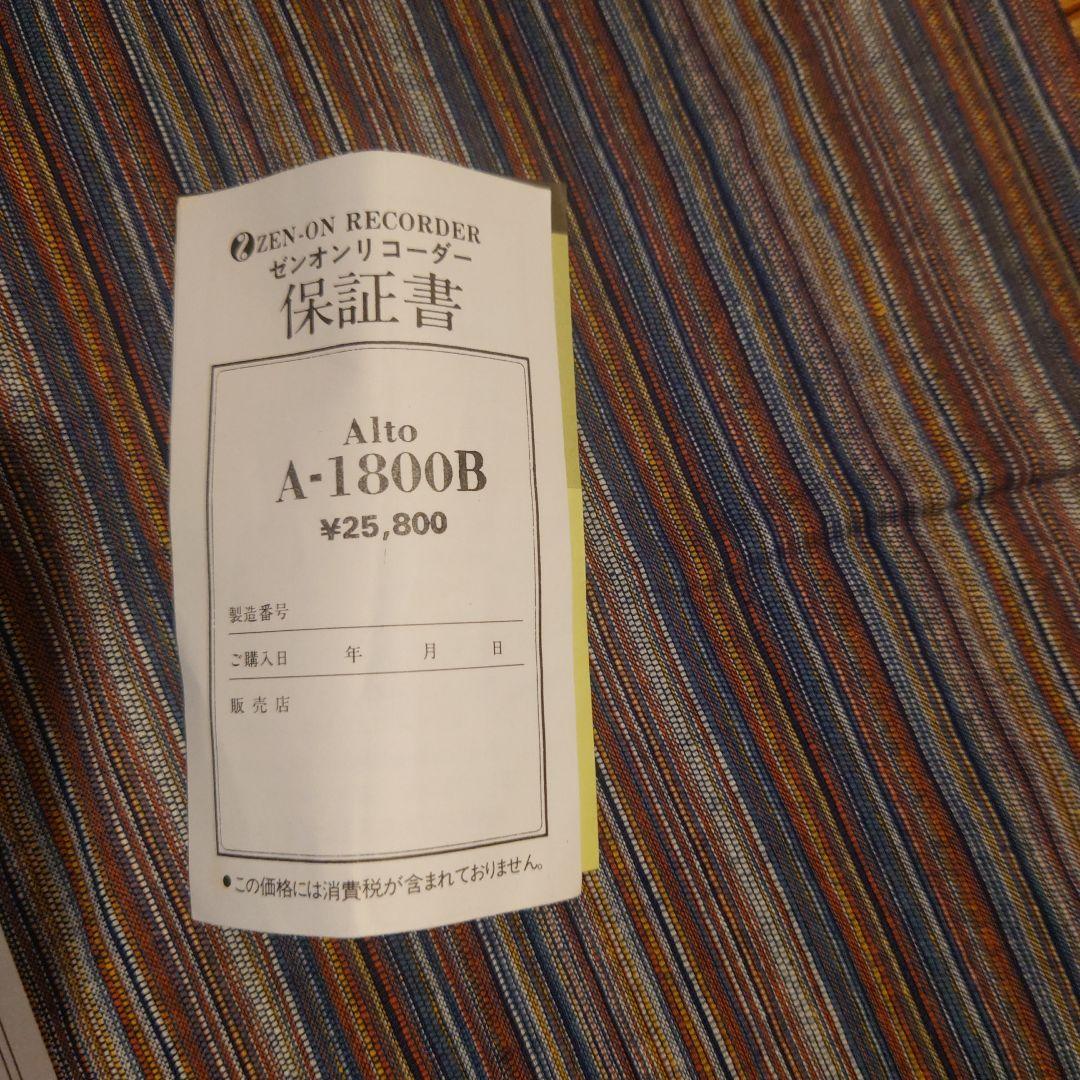 ZEN-ON RECORDER
ゼンオンリコーダー
保証書
Alto
A-1800B
¥25,800
製造番号
ご購入日 年 月 日
販売店
●この価格には消費税が含まれておりません。